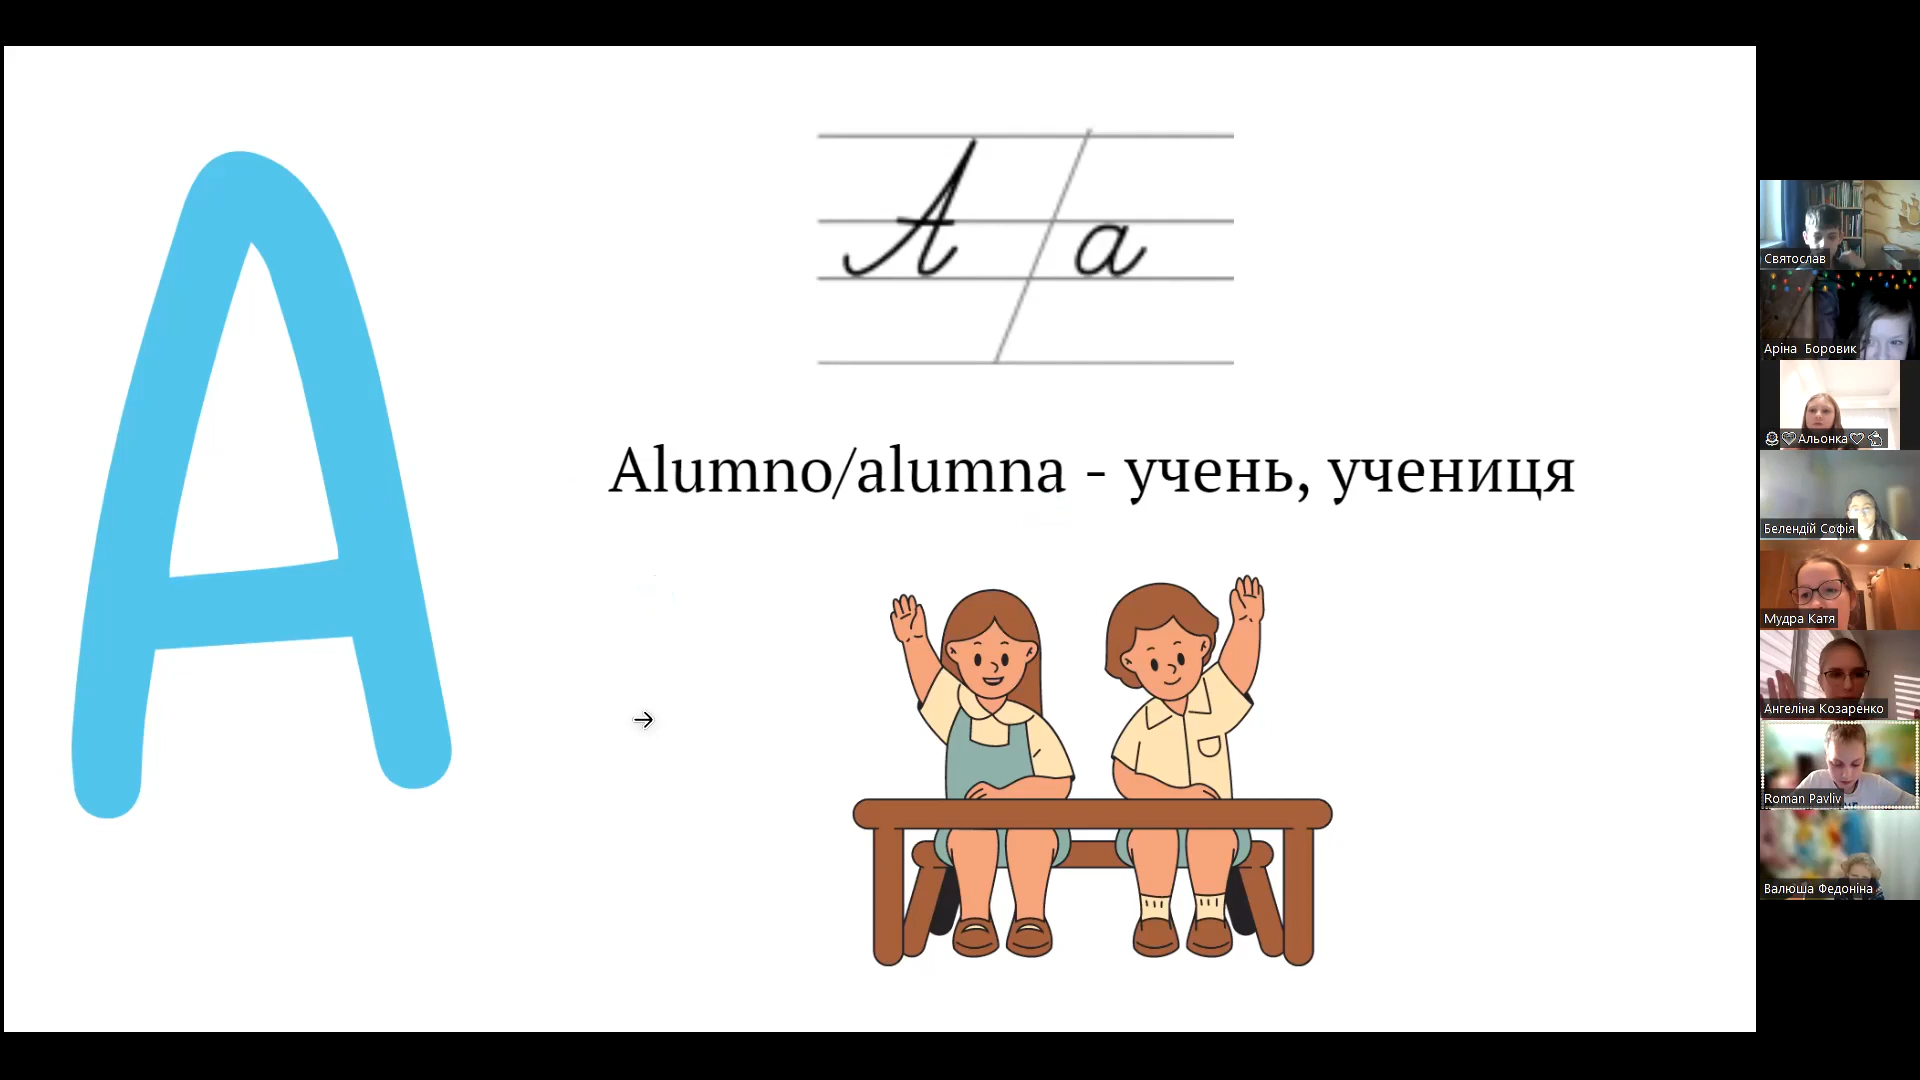 A
A a
Alumno/alumna - учень, учениця
Святослав
Аріна Боровик
Альонка
Белендій Софія
Мудра Катя
Ангеліна Козаренко
Roman Pavliv
Валюша Федоніна